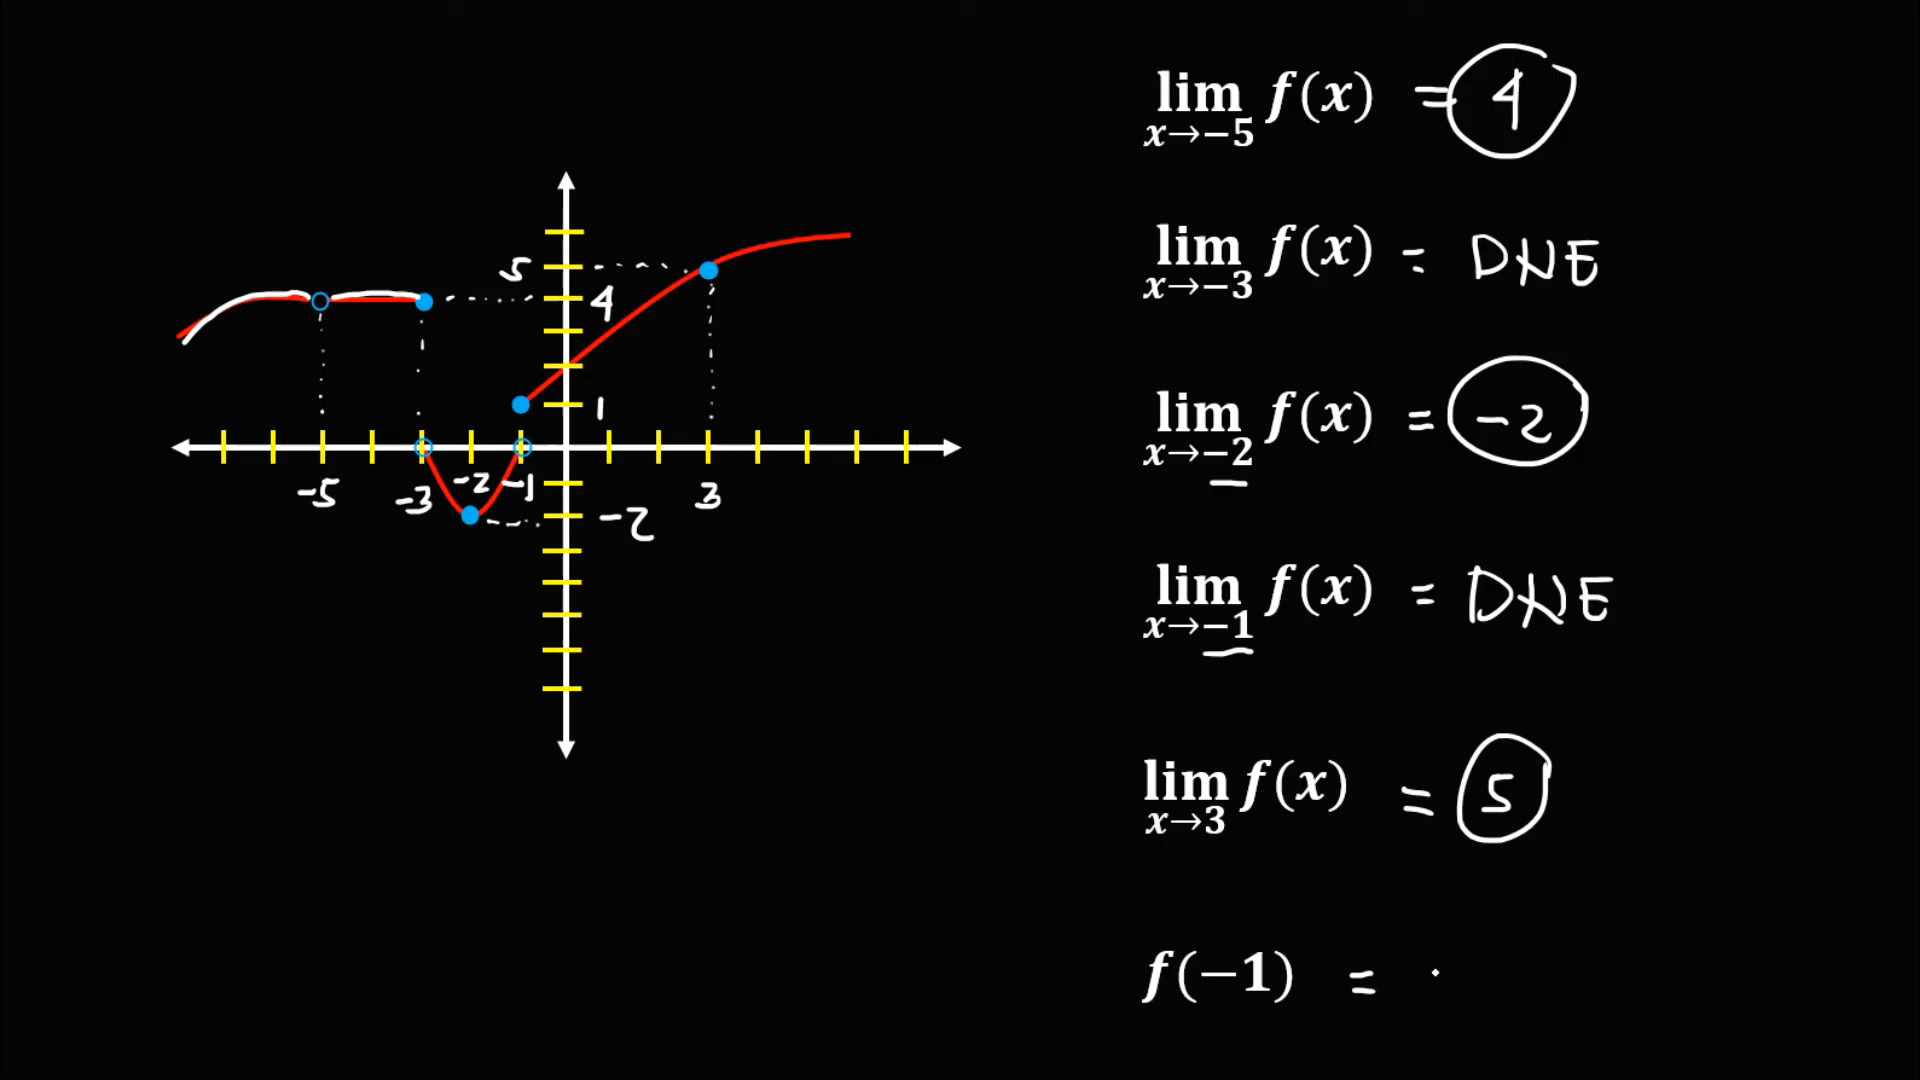 lim f(x) = 4
x→−5
lim f(x) = DNE
x→−3
lim f(x) = -2
x→−2
lim f(x) = DNE
x→−1
lim f(x) = 5
x→3
f(−1) =
5
4
1
-5
-3
-2
-1
3
-2